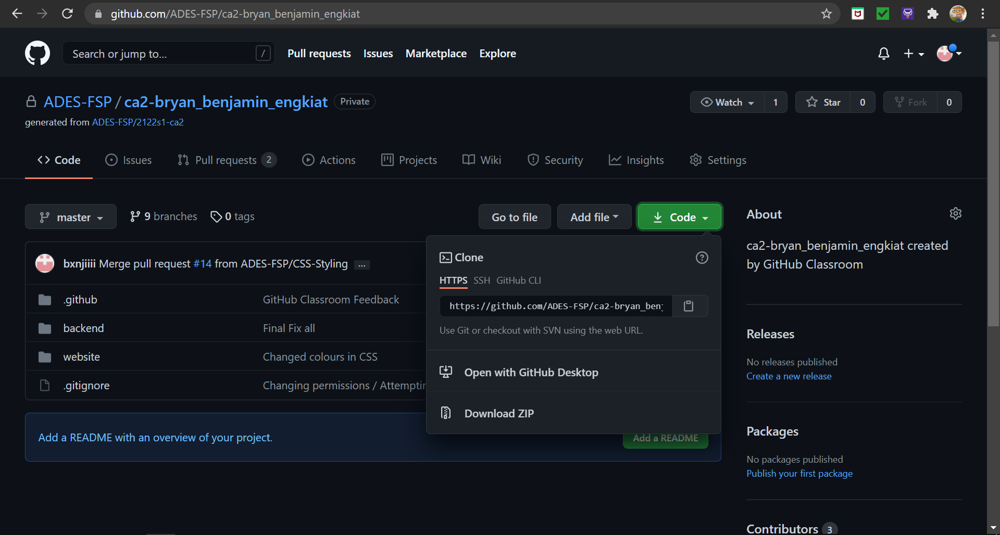 github.com/ADES-FSP/ca2-bryan_benjamin_engkiat
Search or jump to... /
Pull requests Issues Marketplace Explore
ADES-FSP / ca2-bryan_benjamin_engkiat Private
Watch 1 Star 0 Fork 0
generated from ADES-FSP/2122s1-ca2
Code Issues Pull requests 2 Actions Projects Wiki Security Insights Settings
master 9 branches 0 tags Go to file Add file Code
bxnjiiii Merge pull request #14 from ADES-FSP/CSS-Styling ...
.github GitHub Classroom Feedback
backend Final Fix all
website Changed colours in CSS
.gitignore Changing permissions /
Add a README with an overview of your project.
Add a README
Clone
HTTPS SSH GitHub CLI
https://github.com/ADES-FSP/ca2-bryan_ben
Use Git or checkout with SVN using the web URL.
Open with GitHub Desktop
Download ZIP
About
ca2-bryan_benjamin_engkiat created
by GitHub Classroom
Releases
No releases published
Create a new release
Packages
No packages published
Publish your first package
Contributors 3